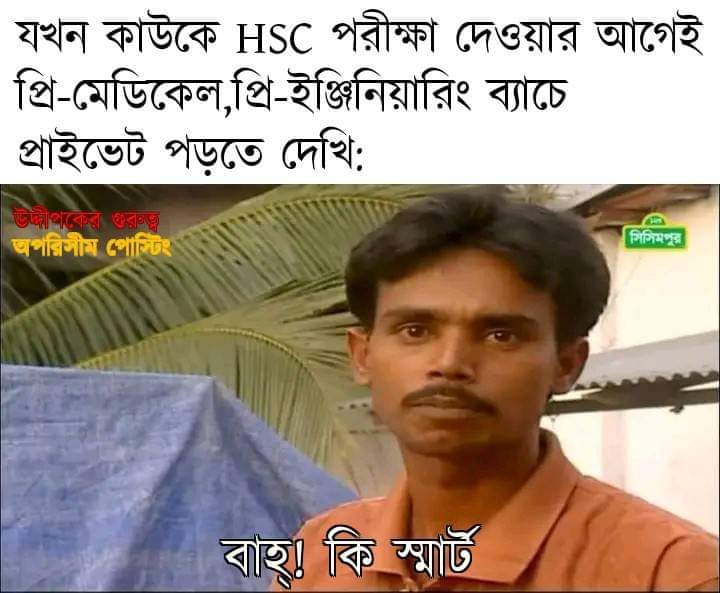 যখন কাউকে HSC পরীক্ষা দেওয়ার আগেই
প্রি-মেডিকেল,প্রি-ইঞ্জিনিয়ারিং ব্যাচে
প্রাইভেট পড়তে দেখি:
উদ্দীপকের গুরুত্ব
অপরিসীম পোস্টিং
সিসিমপুর
বাহ্! কি স্মার্ট